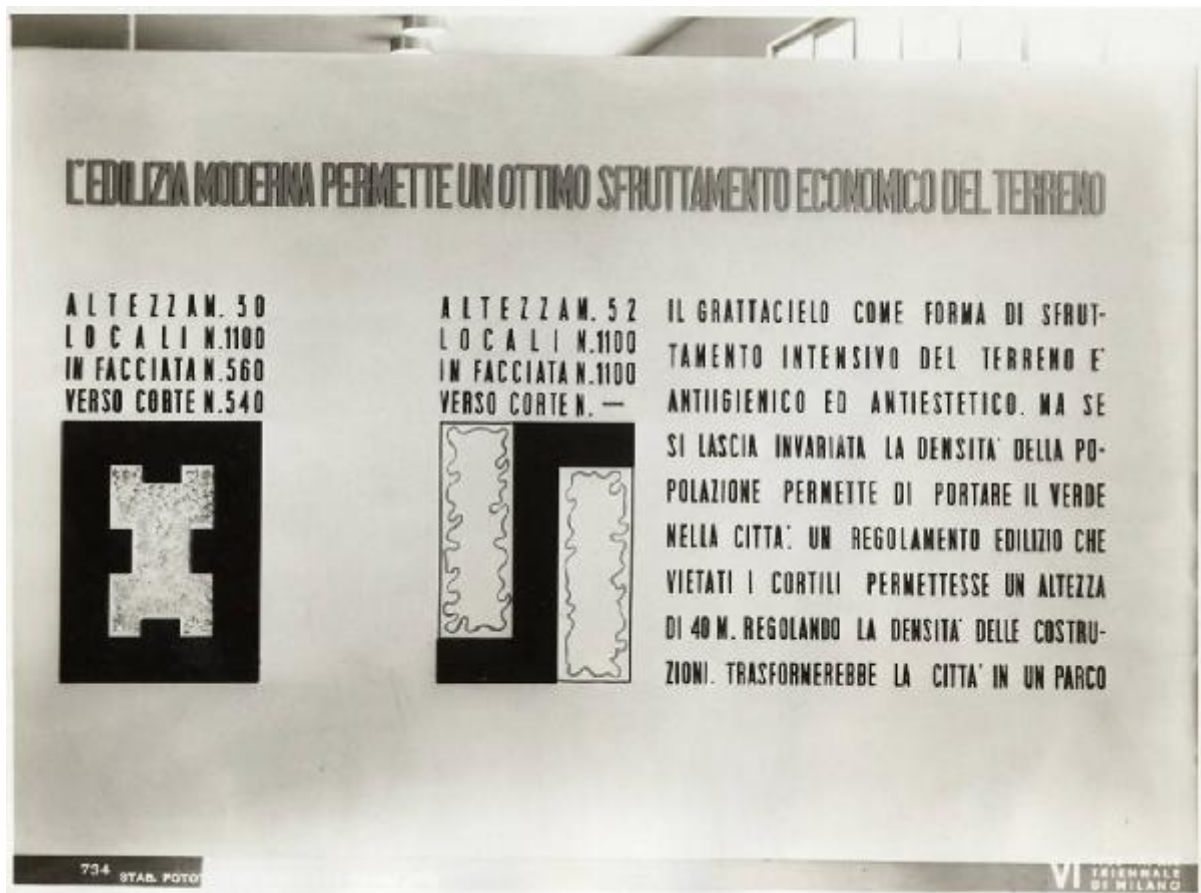 L'EDILIZIA MODERNA PERMETTE UN OTTIMO SFRUTTAMENTO ECONOMICO DEL TERRENO
ALTEZZA M. 30
LOCALI N.1100
IN FACCIATA N.560
VERSO CORTE N.540
ALTEZZA M. 52
LOCALI N.1100
IN FACCIATA N.1100
VERSO CORTE N. —
IL GRATTACIELO COME FORMA DI SFRUT-
TAMENTO INTENSIVO DEL TERRENO E'
ANTIIGIENICO ED ANTIESTETICO. MA SE
SI LASCIA INVARIATA LA DENSITA' DELLA PO-
POLAZIONE PERMETTE DI PORTARE IL VERDE
NELLA CITTA'. UN REGOLAMENTO EDILIZIO CHE
VIETATI I CORTILI PERMETTESSE UN ALTEZZA
DI 40 M. REGOLANDO LA DENSITA' DELLE COSTRU-
ZIONI. TRASFORMEREBBE LA CITTA' IN UN PARCO
734 STAB.
VI TRIENNALE
DI MILANO